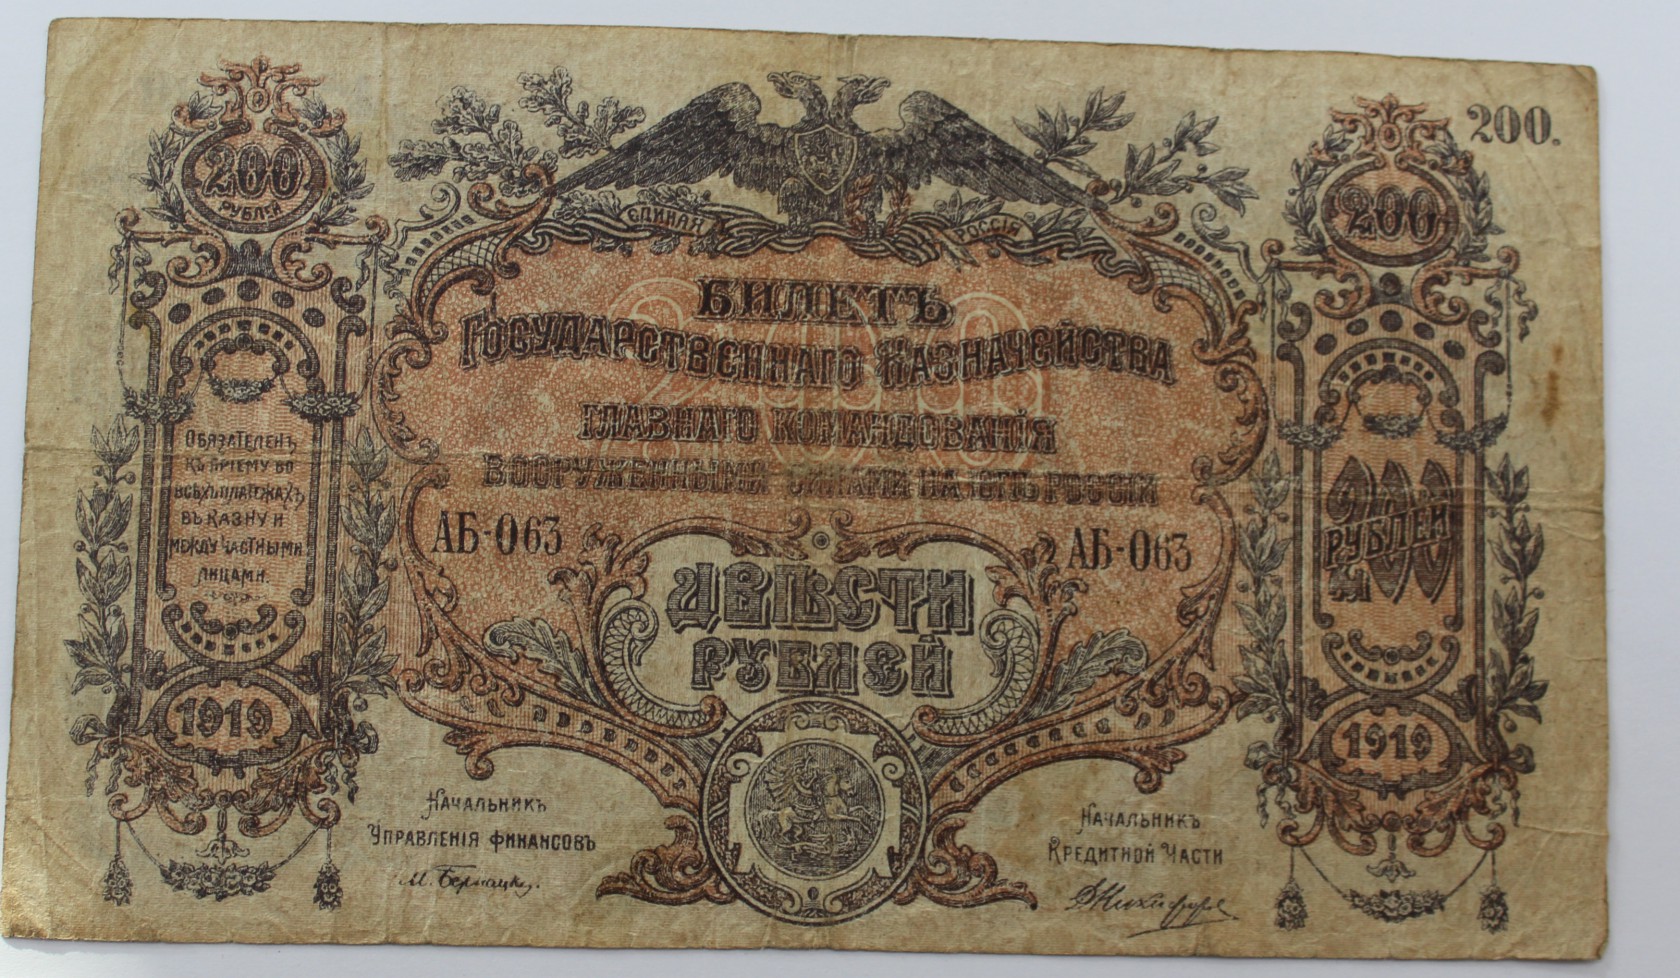 200.
200
РУБЛЕЙ
200
ЕДИНАЯ РОССІЯ
БИЛЕТЪ
ГОСУДАРСТВЕННАГО КАЗНАЧЕЙСТВА
ГЛАВНАГО КОМАНДОВАНІЯ
ВООРУЖЕННЫМИ СИЛАМИ НА ЮГѢ РОССІИ
200
ОБЯЗАТЕЛЕНЪ
КЪ ПРІЕМУ ВО
ВСѢХЪ ПЛАТЕЖАХЪ
ВЪ КАЗНУ И
МЕЖДУ ЧАСТНЫМИ
ЛИЦАМИ.
АБ-063
АБ-063
200
РУБЛЕЙ
ДВѢСТИ
РУБЛЕЙ
1919
1919
НАЧАЛЬНИКЪ
УПРАВЛЕНІЯ ФИНАНСОВЪ
М. Бернацкі
НАЧАЛЬНИКЪ
КРЕДИТНОЙ ЧАСТИ